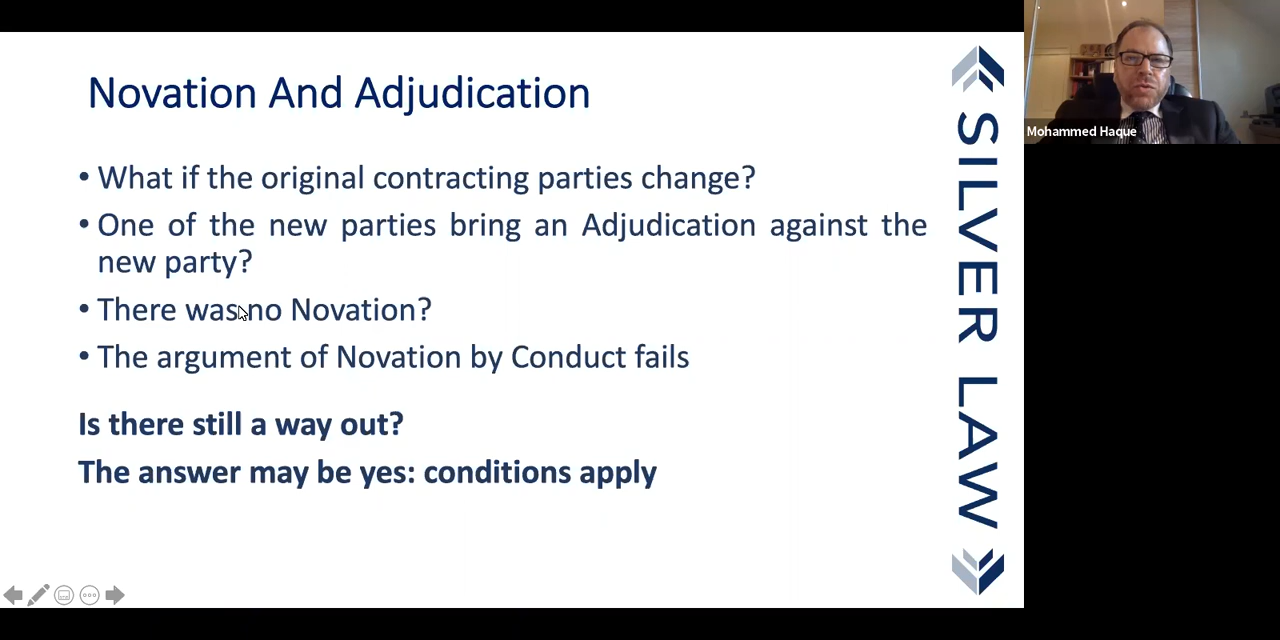 Novation And Adjudication
• What if the original contracting parties change?
• One of the new parties bring an Adjudication against the
new party?
• There was no Novation?
• The argument of Novation by Conduct fails
Is there still a way out?
The answer may be yes: conditions apply
SILVER LAW
Mohammed Haque